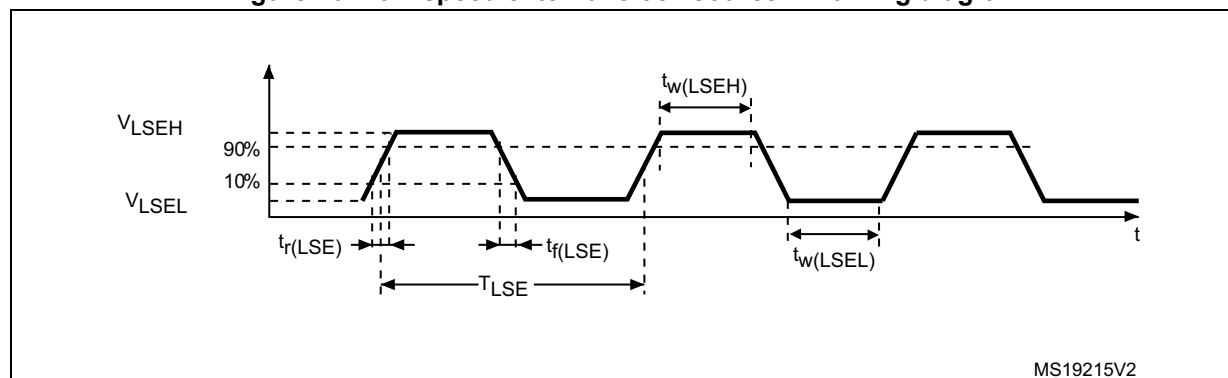 tw(LSEH)
VLSEH
90%
10%
VLSEL
tr(LSE)
tf(LSE)
TLSE
tw(LSEL)
t
MS19215V2